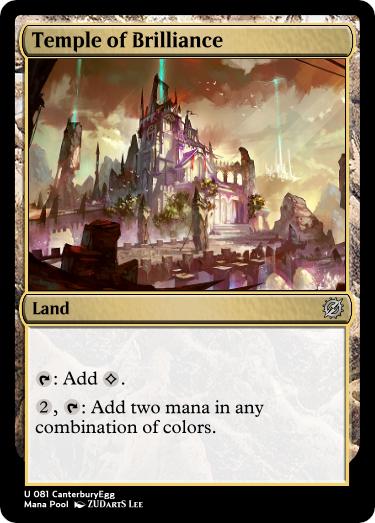 Temple of Brilliance
Land
: Add .
2, : Add two mana in any
combination of colors.
U 081 CanterburyEgg
Mana Pool ZUDartS Lee